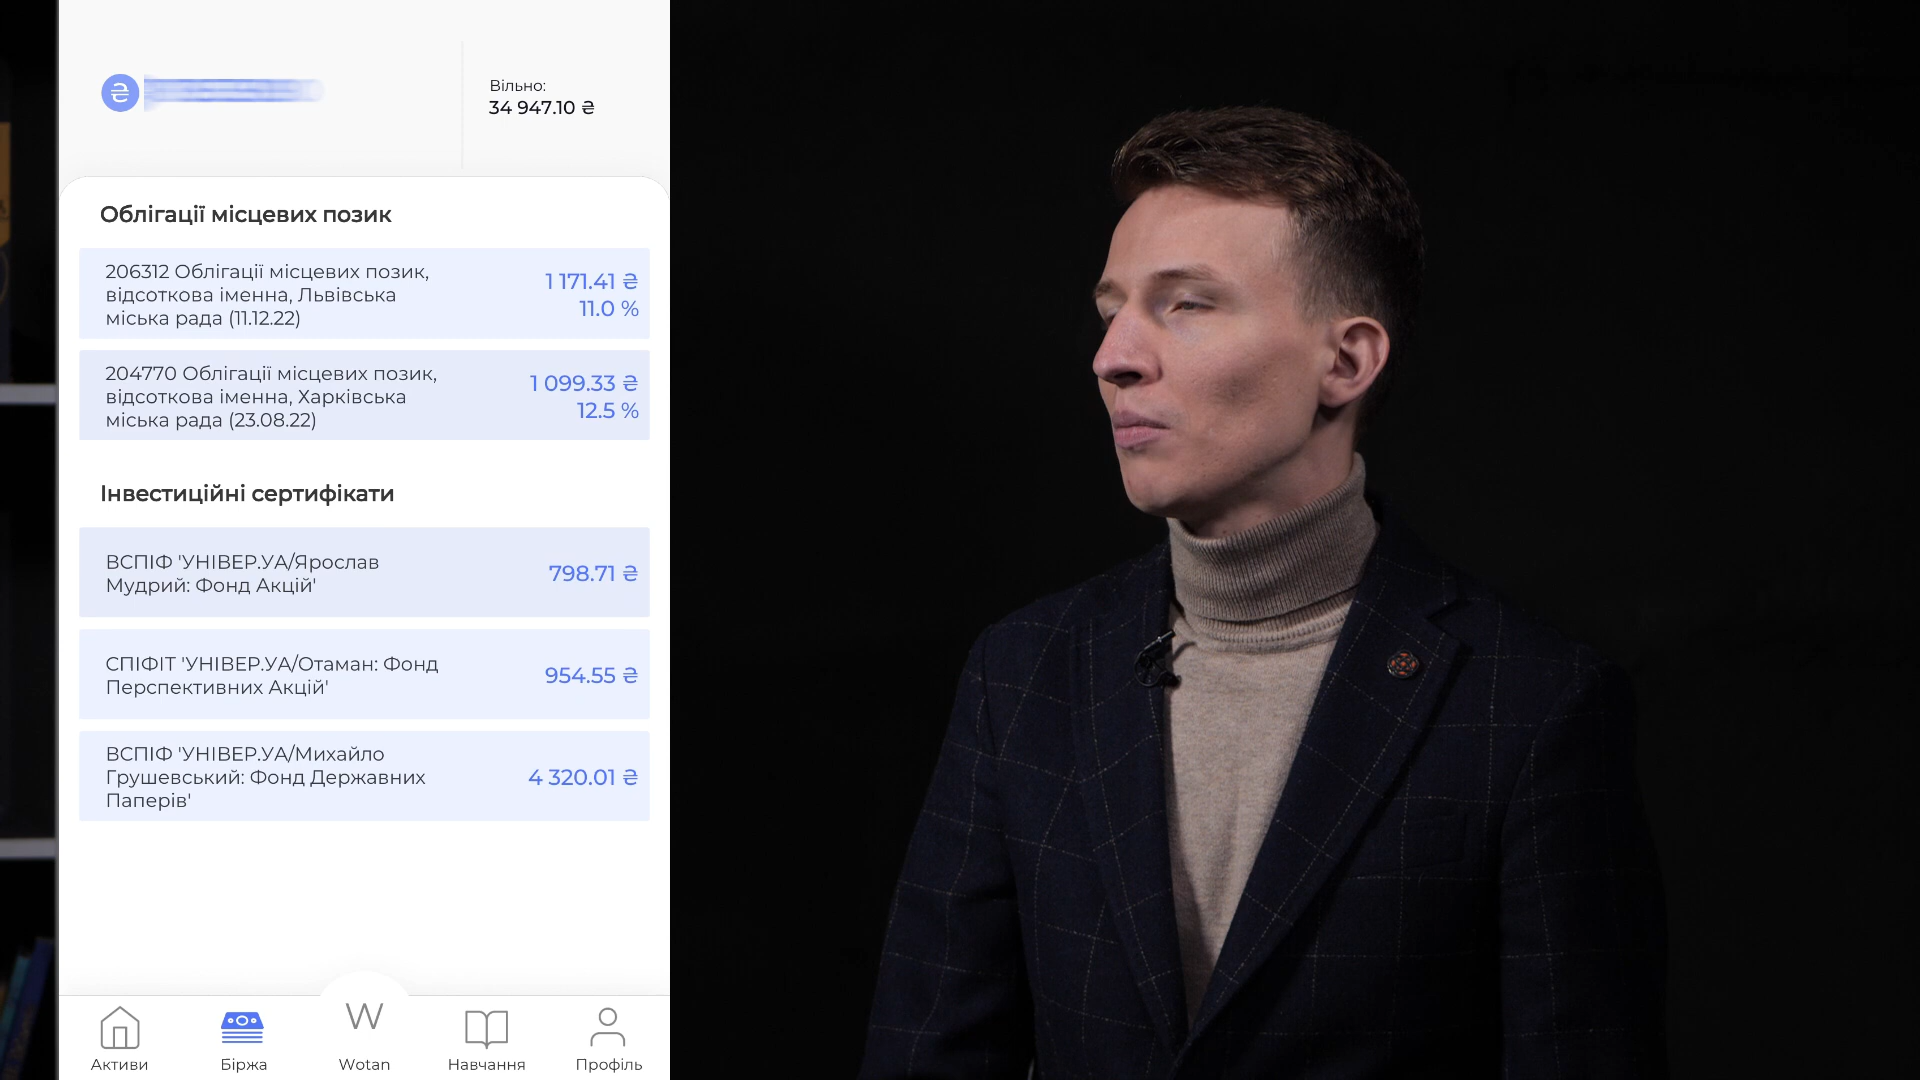 ₴
Вільно:
34 947.10 ₴
Облігації місцевих позик
206312 Облігації місцевих позик,
відсоткова іменна, Львівська
міська рада (11.12.22)
1 171.41 ₴
11.0 %
204770 Облігації місцевих позик,
відсоткова іменна, Харківська
міська рада (23.08.22)
1 099.33 ₴
12.5 %
Інвестиційні сертифікати
ВСПІФ 'УНІВЕР.УА/Ярослав
Мудрий: Фонд Акцій'
798.71 ₴
СПІФІТ 'УНІВЕР.УА/Отаман: Фонд
Перспективних Акцій'
954.55 ₴
ВСПІФ 'УНІВЕР.УА/Михайло
Грушевський: Фонд Державних
Паперів'
4 320.01 ₴
W
Активи
Біржа
Wotan
Навчання
Профіль